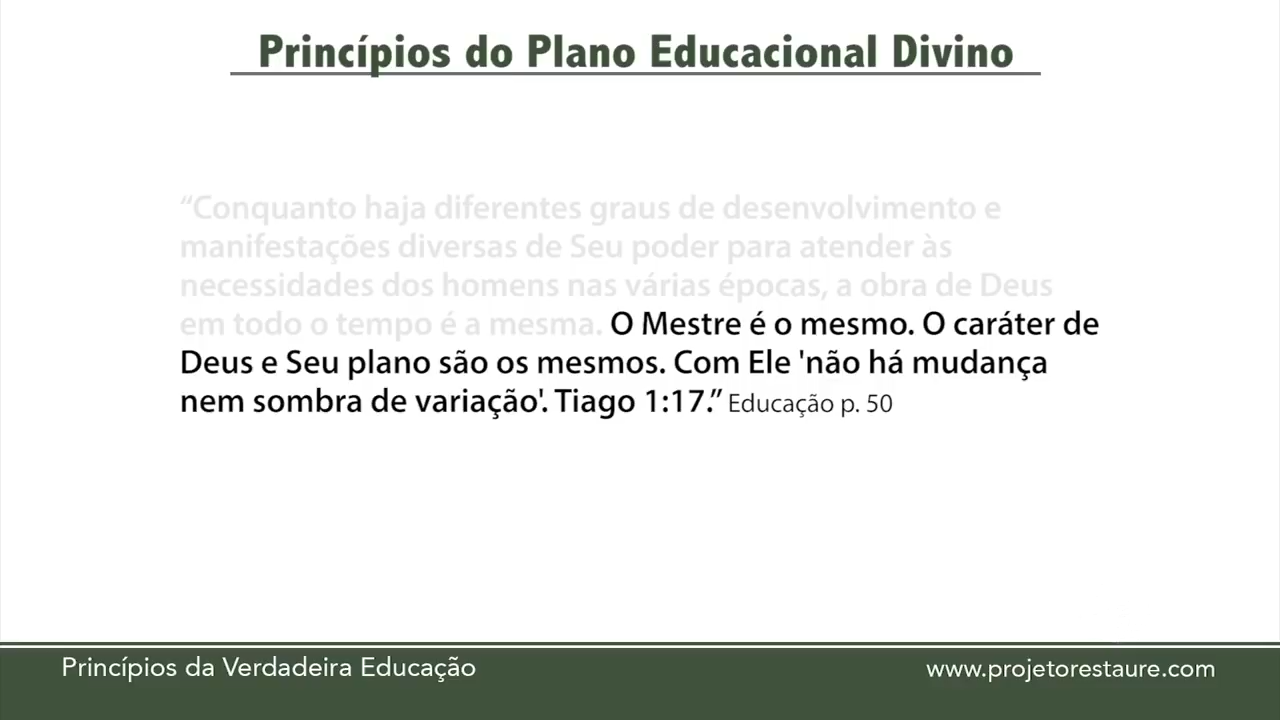 Princípios do Plano Educacional Divino
“Conquanto haja diferentes graus de desenvolvimento e
manifestações diversas de Seu poder para atender às
necessidades dos homens nas várias épocas, a obra de Deus
em todo o tempo é a mesma. O Mestre é o mesmo. O caráter de
Deus e Seu plano são os mesmos. Com Ele 'não há mudança
nem sombra de variação'. Tiago 1:17.” Educação p. 50
Princípios da Verdadeira Educação
www.projetorestaure.com